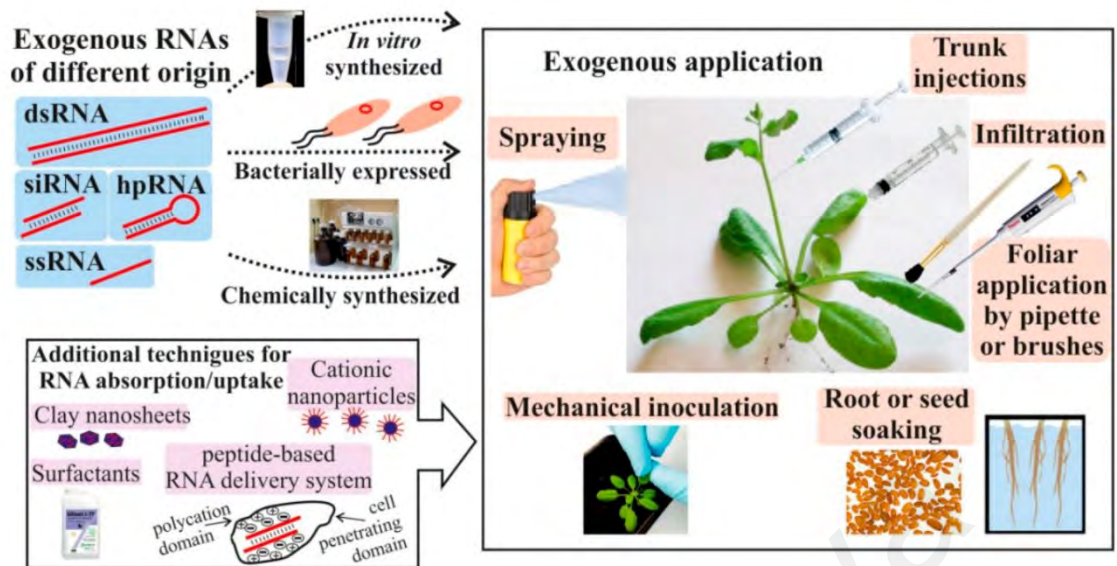 Exogenous RNAs
of different origin
dsRNA
siRNA
hpRNA
ssRNA
In vitro
synthesized
Bacterially expressed
Chemically synthesized
Additional technigues for
RNA absorption/uptake
Clay nanosheets
Cationic
nanoparticles
Surfactants
peptide-based
RNA delivery system
polycation
domain
cell
penetrating
domain
Exogenous application
Spraying
Trunk
injections
Infiltration
Foliar
application
by pipette
or brushes
Mechanical inoculation
Root or seed
soaking